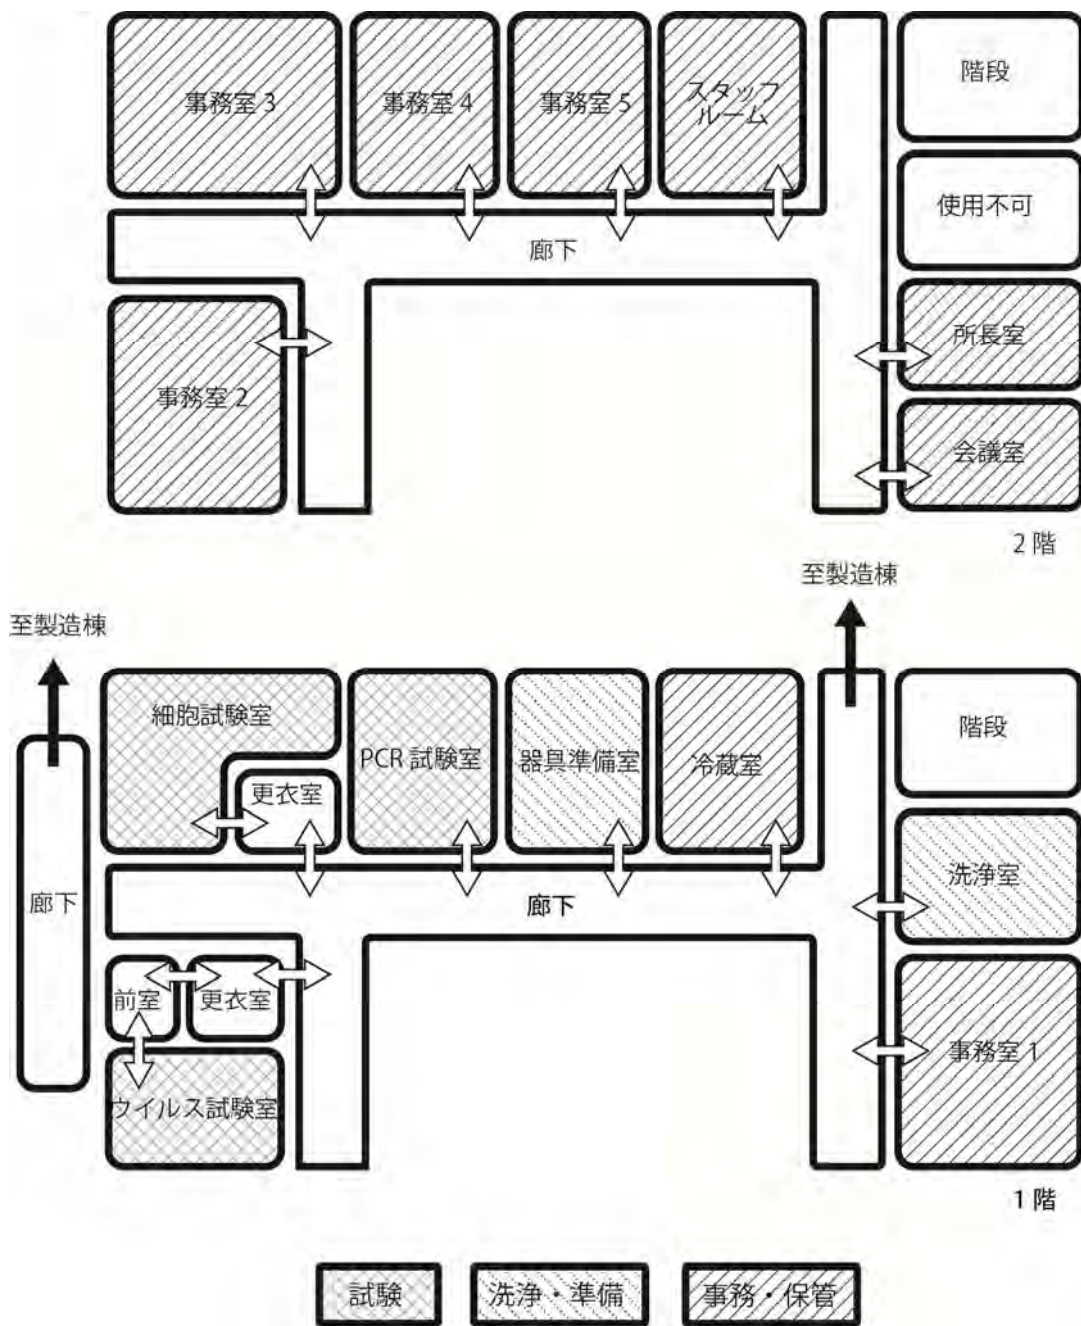 事務室 3
事務室 4
事務室 5
スタッフ
ルーム
階段
使用不可
廊下
所長室
事務室 2
会議室
2 階
至製造棟
至製造棟
細胞試験室
PCR 試験室
器具準備室
冷蔵室
階段
更衣室
洗浄室
廊下
廊下
前室
更衣室
事務室 1
ウイルス試験室
1 階
試験
洗浄・準備
事務・保管